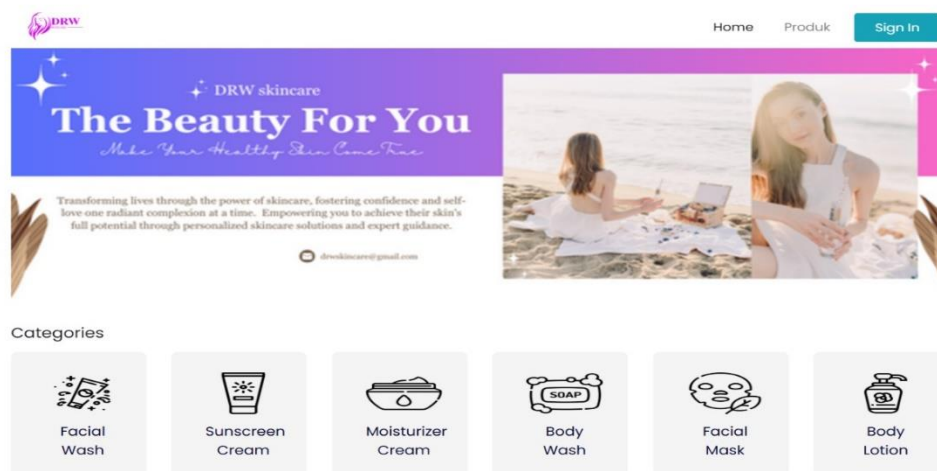 DRW
Home Produk Sign In
DRW skincare
The Beauty For You
Make Your Healthy Skin Come True
Transforming lives through the power of skincare, fostering confidence and self-
love one radiant complexion at a time. Empowering you to achieve their skin's
full potential through personalized skincare solutions and expert guidance.
drwskincare@gmail.com
Categories
Facial
Wash
Sunscreen
Cream
Moisturizer
Cream
SOAP
Body
Wash
Facial
Mask
Body
Lotion